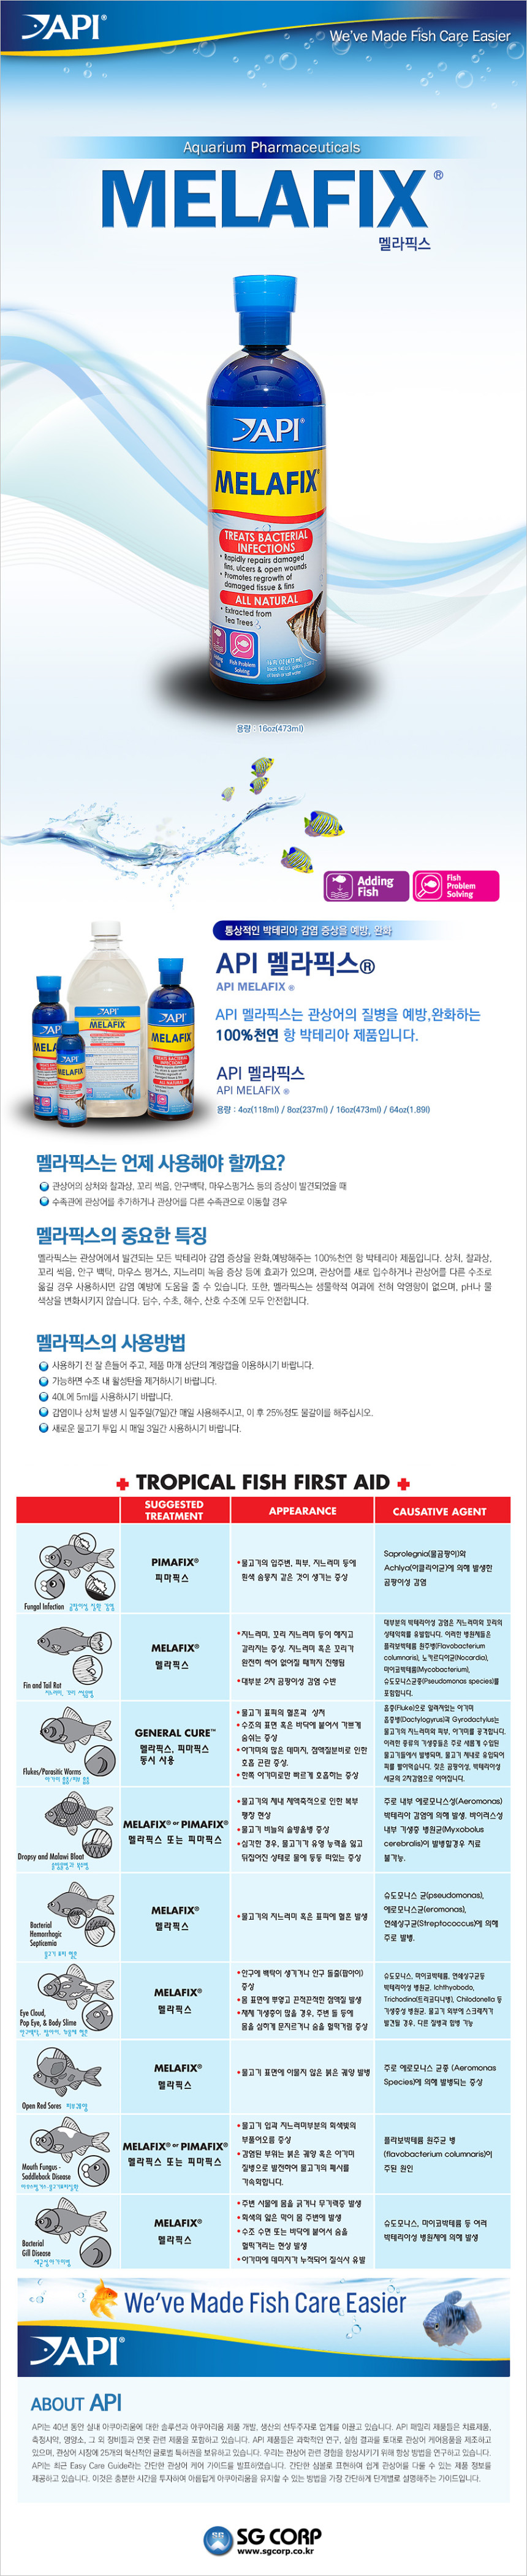 API®
We've Made Fish Care Easier
Aquarium Pharmaceuticals
MELAFIX®
멜라픽스
API®
MELAFIX®
TREATS BACTERIAL
INFECTIONS
• Rapidly repairs damaged
fins, ulcers & open wounds
• Promotes regrowth of
damaged tissue & fins
ALL NATURAL
• Extracted from
Tea Trees
Fish Problem
Solving
16 FL OZ (473 ml)
용량 : 16oz(473ml)
Adding
Fish
Fish
Problem
Solving
통상적인 박테리아 감염 증상을 예방, 완화
API 멜라픽스®
API MELAFIX ®
API 멜라픽스는 관상어의 질병을 예방,완화하는
100%천연 항 박테리아 제품입니다.
API 멜라픽스
API MELAFIX ®
용량 : 4oz(118ml) / 8oz(237ml) / 16oz(473ml) / 64oz(1.89l)
멜라픽스는 언제 사용해야 할까요?
관상어의 상처와 찰과상, 꼬리 썩음, 안구백탁, 마우스펑거스 등의 증상이 발견되었을 때
수족관에 관상어를 추가하거나 관상어를 다른 수족관으로 이동할 경우
멜라픽스의 중요한 특징
멜라픽스는 관상어에서 발견되는 모든 박테리아 감염 증상을 완화,예방해주는 100%천연 항 박테리아 제품입니다. 상처, 찰과상,
꼬리 썩음, 안구 백탁, 마우스 펑거스, 지느러미 녹음 증상 등에 효과가 있으며, 관상어를 새로 입수하거나 관상어를 다른 수조로
옮길 경우 사용하시면 감염 예방에 도움을 줄 수 있습니다. 또한, 멜라픽스는 생물학적 여과에 전혀 악영향이 없으며, pH나 물
색상을 변화시키지 않습니다. 담수, 수초, 해수, 산호 수조에 모두 안전합니다.
멜라픽스의 사용방법
사용하기 전 잘 흔들어 주고, 제품 마개 상단의 계량캡을 이용하시기 바랍니다.
가능하면 수조 내 활성탄을 제거하시기 바랍니다.
40L에 5ml를 사용하시기 바랍니다.
감염이나 상처 발생 시 일주일(7일)간 매일 사용해주시고, 이 후 25%정도 물갈이를 해주십시오.
새로운 물고기 투입 시 매일 3일간 사용하시기 바랍니다.
TROPICAL FISH FIRST AID
SUGGESTED
TREATMENT
APPEARANCE
CAUSATIVE AGENT
Fungal Infection 곰팡이성 질환 감염
PIMAFIX®
피마픽스
• 물고기의 입주변, 피부, 지느러미 등에
흰색 솜뭉치 같은 것이 생기는 증상
Saprolegnia(물곰팡이)와
Achlya(아클리아균)에 의해 발생한
곰팡이성 감염
Fin and Tail Rot
지느러미, 꼬리 썩음병
MELAFIX®
멜라픽스
• 지느러미, 꼬리 지느러미 등이 해지고
갈라지는 증상, 지느러미 혹은 꼬리가
완전히 썩어 없어질 때까지 진행됨
• 대부분 2차 곰팡이성 감염 수반
대부분의 박테리아성 감염은 지느러미와 꼬리의
상태악화를 유발합니다. 이러한 병원체들은
플라보박테륨 원주병(Flavobacterium
columnaris), 노카르디아균(Nocardia),
마이코박테륨(Mycobacterium),
슈도모나스균종(Pseudomonas species)를
포함합니다.
Flukes/Parasitic Worms
GENERAL CURE™
멜라픽스, 피마픽스
동시 사용
• 물고기 표피의 혈흔과 상처
• 수조의 표면 혹은 바닥에 붙어서 가쁘게
숨쉬는 증상
• 아가미의 많은 데미지, 점액질분비로 인한
호흡 곤란 증상,
• 한쪽 아가미로만 빠르게 호흡하는 증상
흡충(Fluke)으로 알려져있는 아가미
흡충병(Dactylogyrus)과 Gyrodactylus는
물고기의 지느러미와 피부, 아가미를 공격합니다.
이러한 종류의 기생충들은 주로 새롭게 수입된
물고기들에서 발병되며, 물고기 체내로 유입되어
피를 빨아먹습니다. 잦은 곰팡이성, 박테리아성
세균의 2차감염으로 이어집니다.
Dropsy and Malawi Bloat
MELAFIX® or PIMAFIX®
멜라픽스 또는 피마픽스
• 물고기의 체내 체액축적으로 인한 복부
팽창 현상
• 물고기 비늘의 솔방울병 증상
• 심각한 경우, 물고기가 유영 능력을 잃고
뒤집어진 상태로 물에 둥둥 떠있는 증상
주로 내부 에로모나스성(Aeromonas)
박테리아 감염에 의해 발생. 바이러스성
내부 기생충 병원균(Myxobolus
cerebralis)이 발병할경우 치료
불가능.
Bacterial
Hemorrhagic
Septicemia
물고기 표피 혈흔
MELAFIX®
멜라픽스
• 물고기의 지느러미 혹은 표피에 혈흔 발생
슈도모나스 균(pseudomonas),
에로모나스균(eromonas),
연쇄상구균(Streptococcus)에 의해
주로 발병.
Eye Cloud,
Pop Eye, & Body Slime
MELAFIX®
멜라픽스
• 안구에 백탁이 생기거나 안구 돌출(팝아이)
증상
• 몸 표면에 뿌옇고 끈적끈적한 점액질 발생
• 체체 기생충이 많을 경우, 주변 돌 등에
몸을 심하게 문지르거나 숨을 헐떡거림 증상
슈도모나스, 마이코박테륨, 연쇄상구균등
박테리아성 병원균. Ichthyobodo,
Trichodina(트리코디나병), Chilodonella 등
기생충성 병원균. 물고기 외부에 스크래치가
발견될 경우, 다른 질병과 합병 가능
Open Red Sores 피부궤양
MELAFIX®
멜라픽스
• 물고기 표면에 아물지 않은 붉은 궤양 발병
주로 에로모나스 균종 (Aeromonas
Species)에 의해 발병되는 증상
Mouth Fungus -
Saddleback Disease
MELAFIX® or PIMAFIX®
멜라픽스 또는 피마픽스
• 물고기 입과 지느러미부분의 회색빛의
부풀어오름 증상
• 감염된 부위는 붉은 궤양 혹은 아가미
질병으로 발전하여 물고기의 폐사를
가속화합니다.
플라보박테륨 원주균 병
(flavobacterium columnaris)이
주된 원인
Bacterial
Gill Disease
세균성 아가미병
MELAFIX®
멜라픽스
• 주변 사물에 몸을 긁거나 무기력증 발생
• 회색의 얇은 막이 몸 주변에 발생
• 수조 수면 또는 바닥에 붙어서 숨을
헐떡거리는 현상 발생
• 아가미에 데미지가 누적되어 질식사 유발
슈도모나스, 마이코박테륨 등 여러
박테리아성 병원체에 의해 발생
We've Made Fish Care Easier
API®
ABOUT API
API는 40년 동안 실내 아쿠아리움에 대한 솔루션과 아쿠아리움 제품 개발, 생산의 선두주자로 업계를 이끌고 있습니다. API 패밀리 제품들은 치료제품,
측정시약, 영양소, 그 외 장비들과 연못 관련 제품을 포함하고 있습니다. API 제품들은 과학적인 연구, 실험 결과를 토대로 관상어 케어용품을 제조하고
있으며, 관상어 시장에 25개의 혁신적인 글로벌 특허권을 보유하고 있습니다. 우리는 관상어 관련 경험을 향상시키기 위해 항상 방법을 연구하고 있습니다.
API는 최근 Easy Care Guide라는 간단한 관상어 케어 가이드를 발표하였습니다. 간단한 심볼로 표현하여 쉽게 관상어를 다룰 수 있는 제품 정보를
제공하고 있습니다. 이것은 충분한 시간을 투자하여 아름답게 아쿠아리움을 유지할 수 있는 방법을 가장 간단하게 단계별로 설명해주는 가이드입니다.
SG CORP
www.sgcorp.co.kr